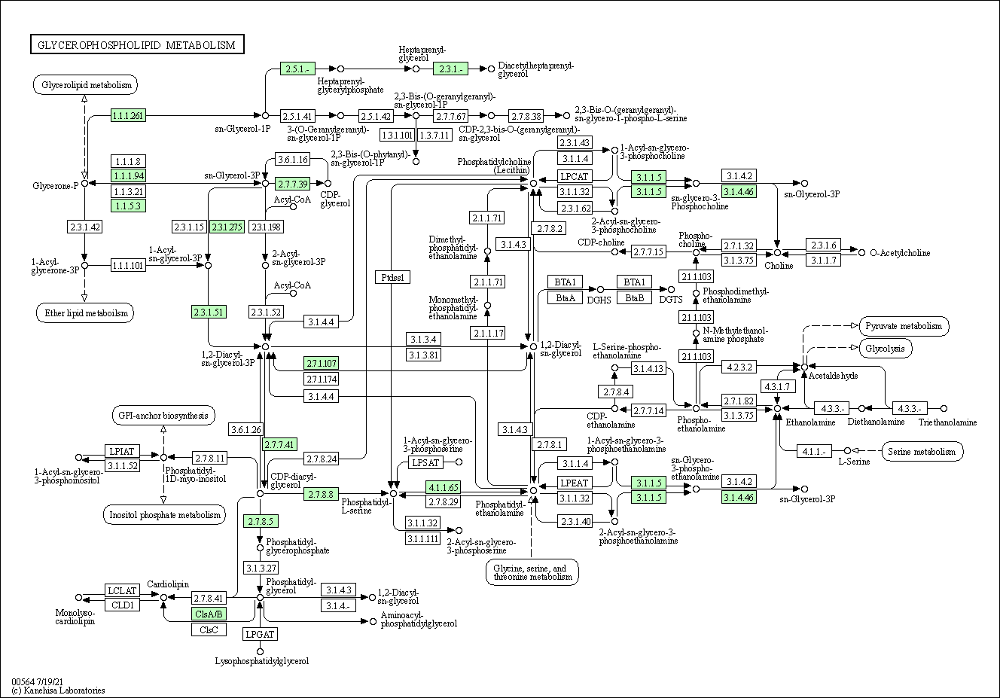 GLYCEROPHOSPHOLIPID METABOLISM
Heptaprenyl-
glycerol
2.5.1.-
2.3.1.-
Diacetylheptaprenyl-
glycerol
Heptaprenyl-
glycerylphosphate
Glycerolipid metabolism
2,3-Bis-(O-geranylgeranyl)-
sn-glycerol-1P
1.1.1.261
sn-Glycerol-1P
2.5.1.41
2.5.1.42
2.7.7.67
2.7.8.38
2,3-Bis-O-(geranylgeranyl)-
sn-glycero-1-phospho-L-serine
3-(O-Geranylgeranyl)-
sn-glycerol-1P
1.3.1.101
1.3.7.11
CDP-2,3-bis-O-(geranylgeranyl)-
sn-glycerol
2,3-Bis-(O-phytanyl)-
sn-glycerol-1P
1.1.1.8
1.1.1.94
1.1.3.21
1.1.5.3
Glycerone-P
sn-Glycerol-3P
3.6.1.16
2.7.7.39
CDP-
glycerol
Acyl-CoA
Phosphatidylcholine
(Lecithin)
2.3.1.43
3.1.1.4
LPCAT
3.1.1.32
2.3.1.62
1-Acyl-sn-glycero-
3-phosphocholine
3.1.1.5
3.1.1.5
sn-glycero-3-
Phosphocholine
3.1.4.2
3.1.4.46
sn-Glycerol-3P
2-Acyl-sn-glycero-
3-phosphocholine
2.3.1.42
2.3.1.15
2.3.1.275
2.3.1.198
2.1.1.71
2.7.8.2
3.1.4.3
Dimethyl-
phosphatidyl-
ethanolamine
CDP-choline
2.7.7.15
Phospho-
choline
2.7.1.32
3.1.3.75
Choline
2.3.1.6
3.1.1.7
O-Acetylcholine
1-Acyl-
glycerone-3P
1.1.1.101
1-Acyl-
sn-glycerol-3P
2-Acyl-
sn-glycerol-3P
Acyl-CoA
Ptdss1
2.1.1.71
BTA1
BtaA
DGHS
BTA1
BtaB
DGTS
2.1.1.103
Phosphodimethyl-
ethanolamine
Ether lipid metaboilsm
2.3.1.51
2.3.1.52
3.1.4.4
Monomethyl-
phosphatidyl-
ethanolamine
2.1.1.17
2.1.1.103
N-Methylethanol-
amine phosphate
2.1.1.103
Pyruvate metabolism
Glycolysis
1,2-Diacyl-
sn-glycerol-3P
3.1.3.4
3.1.3.81
1,2-Diacyl-
sn-glycerol
2.7.1.107
2.7.1.174
3.1.4.4
L-Serine-phospho-
ethanolamine
3.1.4.13
2.7.8.4
4.2.3.2
Acetaldehyde
4.3.1.7
CDP-
ethanolamine
2.7.7.14
Phospho-
ethanolamine
2.7.1.82
3.1.3.75
Ethanolamine
4.3.3.-
Diethanolamine
4.3.3.-
Triethanolamine
GPI-anchor biosynthesis
3.6.1.26
2.7.7.41
3.1.4.3
2.7.8.1
4.1.1.-
L-Serine
Serine metabolism
LPIAT
3.1.1.52
1-Acyl-sn-glycero-
3-phosphoinositol
2.7.8.11
Phosphatidyl-
1D-myo-inositol
2.7.8.24
1-Acyl-sn-glycero-
3-phosphoserine
LPSAT
1-Acyl-sn-glycero-3-
phosphoethanolamine
3.1.1.4
LPEAT
3.1.1.32
2.3.1.40
sn-Glycero-
3-phospho-
ethanolamine
3.1.1.5
3.1.1.5
3.1.4.2
3.1.4.46
sn-Glycerol-3P
CDP-diacyl-
glycerol
2.7.8.8
Phosphatidyl-
L-serine
4.1.1.65
2.7.8.29
Phosphatidyl-
ethanolamine
Inositol phosphate metabolism
2.7.8.5
3.1.1.32
3.1.1.111
2-Acyl-sn-glycero-
3-phosphoserine
2-Acyl-sn-glycero-3-
phosphoethanolamine
Phosphatidyl-
glycerophosphate
3.1.3.27
Glycine, serine, and
threonine metabolism
LCLAT
CLD1
Monolyso-
cardiolipin
Cardiolipin
2.7.8.41
ClsA/B
ClsC
Phosphatidyl-
glycerol
3.1.4.3
3.1.4.-
1,2-Diacyl-
sn-glycerol
Aminoacyl-
phosphatidylglycerol
LPGAT
Lysophosphatidylglycerol
00564 7/19/21
(c) Kanehisa Laboratories